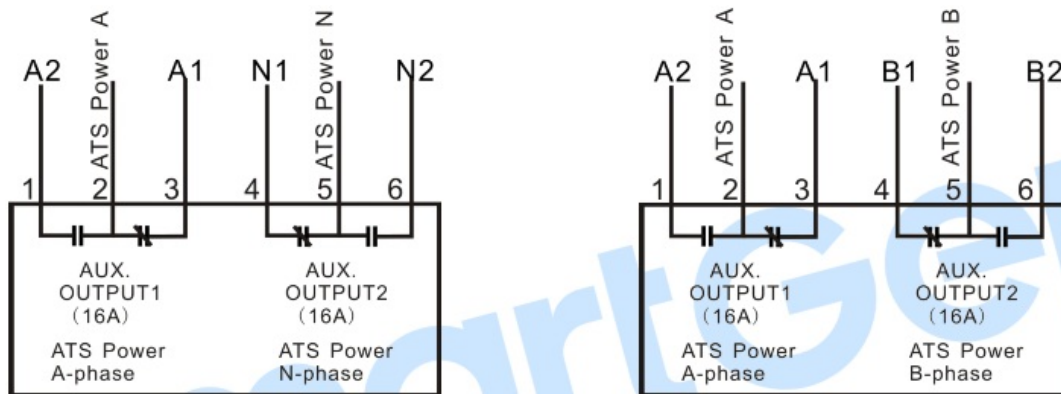 A2 ATS Power A A1 N1 ATS Power N N2
1 2 3 4 5 6
AUX. OUTPUT1 (16A)
AUX. OUTPUT2 (16A)
ATS Power A-phase
ATS Power N-phase
A2 ATS Power A A1 B1 ATS Power B B2
1 2 3 4 5 6
AUX. OUTPUT1 (16A)
AUX. OUTPUT2 (16A)
ATS Power A-phase
ATS Power B-phase